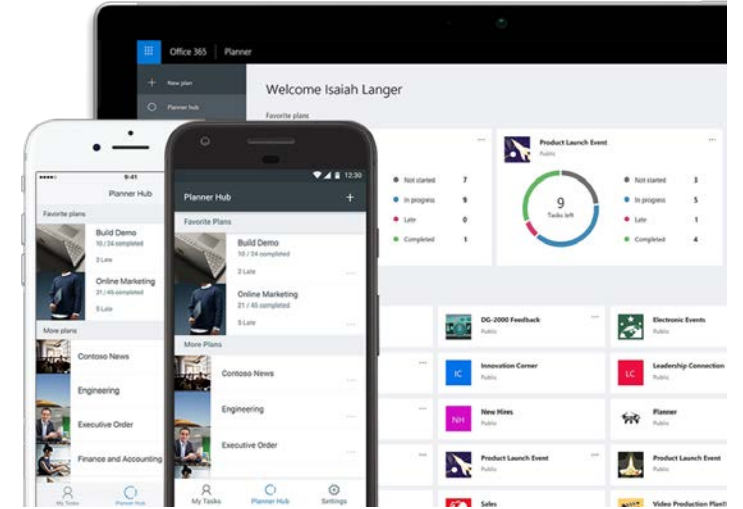 Office 365 Planner
New plan
Planner hub
Welcome Isaiah Langer
Favorite plans
Not started 7
In progress 9
Late 0
Completed 1
Product Launch Event
Public
9
Tasks left
Not started 3
In progress 5
Late 1
Completed 4
DG-2000 Feedback
Public
Electronic Events
Public
IC
Innovation Corner
Public
LC
Leadership Connection
Public
NH
New Hires
Public
Planner
Public
Product Launch Event
Public
Product Launch Event
Public
Sales
Video Production Plan
9:41
Planner Hub
Favorite plans
Build Demo
10 / 24 completed
3 Late
Online Marketing
21 / 45 completed
5 Late
More plans
Contoso News
Engineering
Executive Order
Finance and Accounting
My Tasks
Planner Hub
12:30
Planner Hub +
Favorite Plans
Build Demo
10 / 24 completed
3 Late
Online Marketing
21 / 45 completed
5 Late
More Plans
Contoso News
Engineering
Executive Order
My Tasks Planner Hub Settings